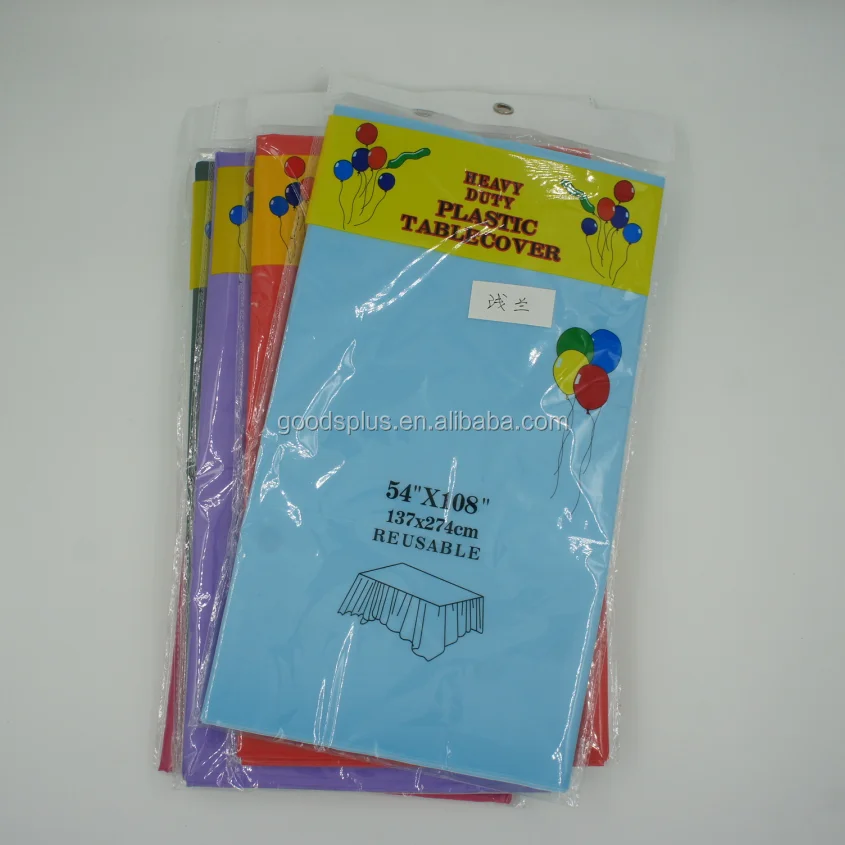 HEAVY
DUTY
PLASTIC
TABLECOVER
浅兰
goodsplus.en.alibaba.com
54"X108"
137x274cm
REUSABLE